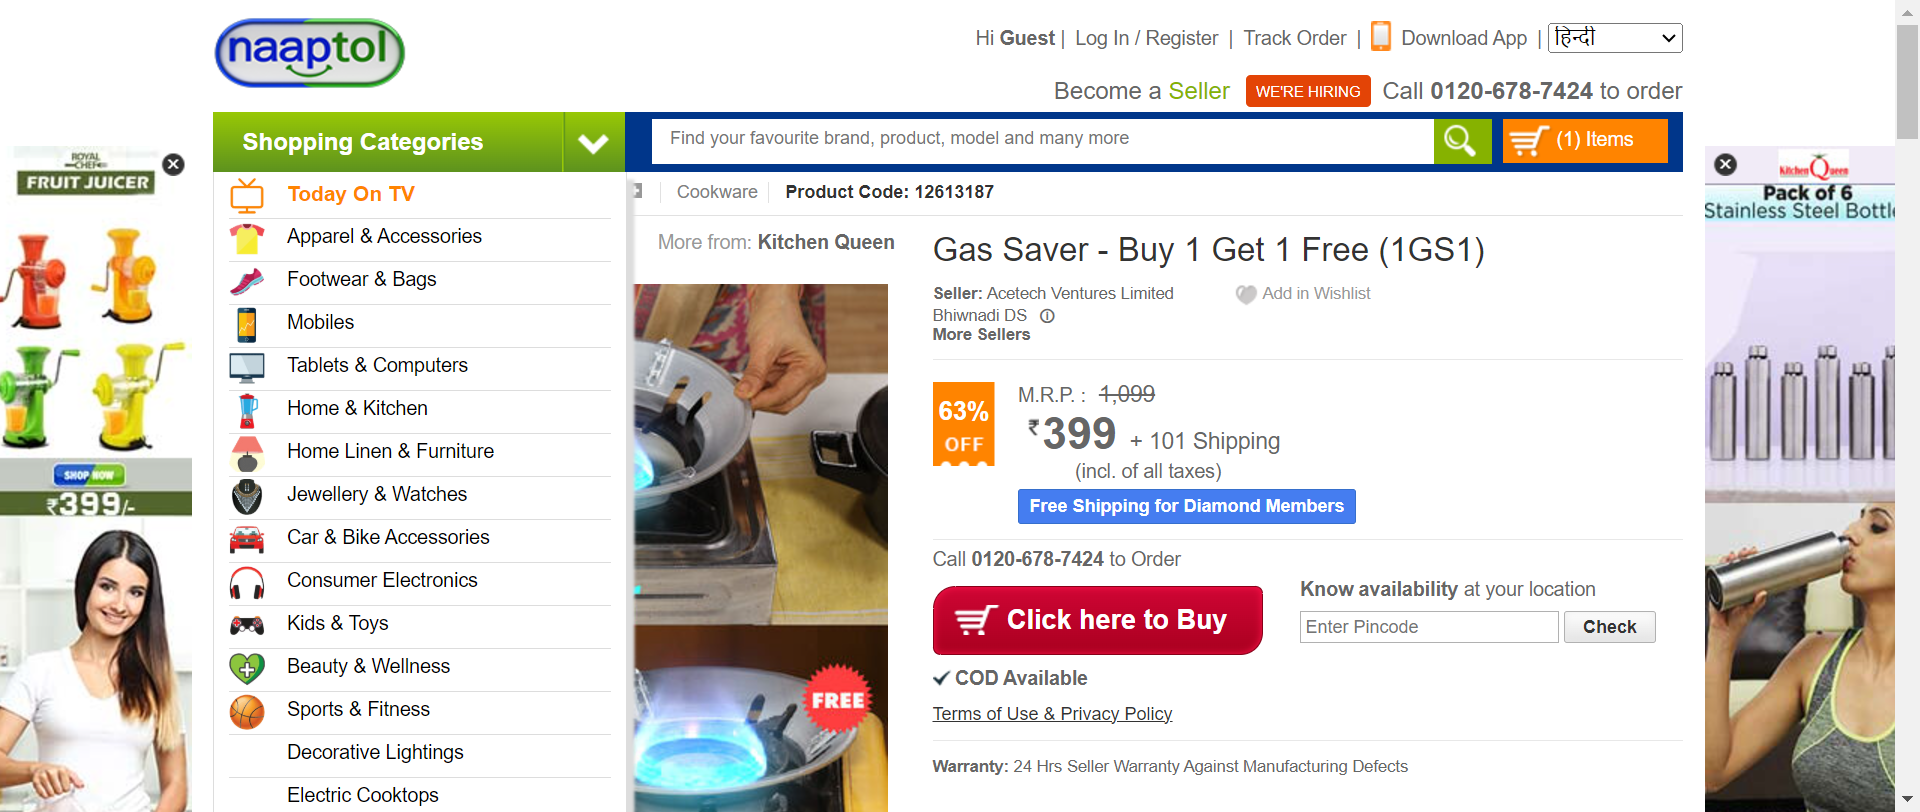 naaptol
Hi Guest | Log In / Register | Track Order | Download App | हिन्दी
Become a Seller WE'RE HIRING Call 0120-678-7424 to order
Shopping Categories
Find your favourite brand, product, model and many more
(1) Items
ROYAL
CHEF
FRUIT JUICER
SHOP NOW
₹399/-
Today On TV
Apparel & Accessories
Footwear & Bags
Mobiles
Tablets & Computers
Home & Kitchen
Home Linen & Furniture
Jewellery & Watches
Car & Bike Accessories
Consumer Electronics
Kids & Toys
Beauty & Wellness
Sports & Fitness
Decorative Lightings
Electric Cooktops
Cookware Product Code: 12613187
More from: Kitchen Queen
FREE
Gas Saver - Buy 1 Get 1 Free (1GS1)
Seller: Acetech Ventures Limited
Bhiwnadi DS
More Sellers
Add in Wishlist
63%
OFF
M.R.P. : 1,099
₹399 + 101 Shipping
(incl. of all taxes)
Free Shipping for Diamond Members
Call 0120-678-7424 to Order
Click here to Buy
Know availability at your location
Enter Pincode Check
COD Available
Terms of Use & Privacy Policy
Warranty: 24 Hrs Seller Warranty Against Manufacturing Defects
Kitchen Queen
Pack of 6
Stainless Steel Bottl